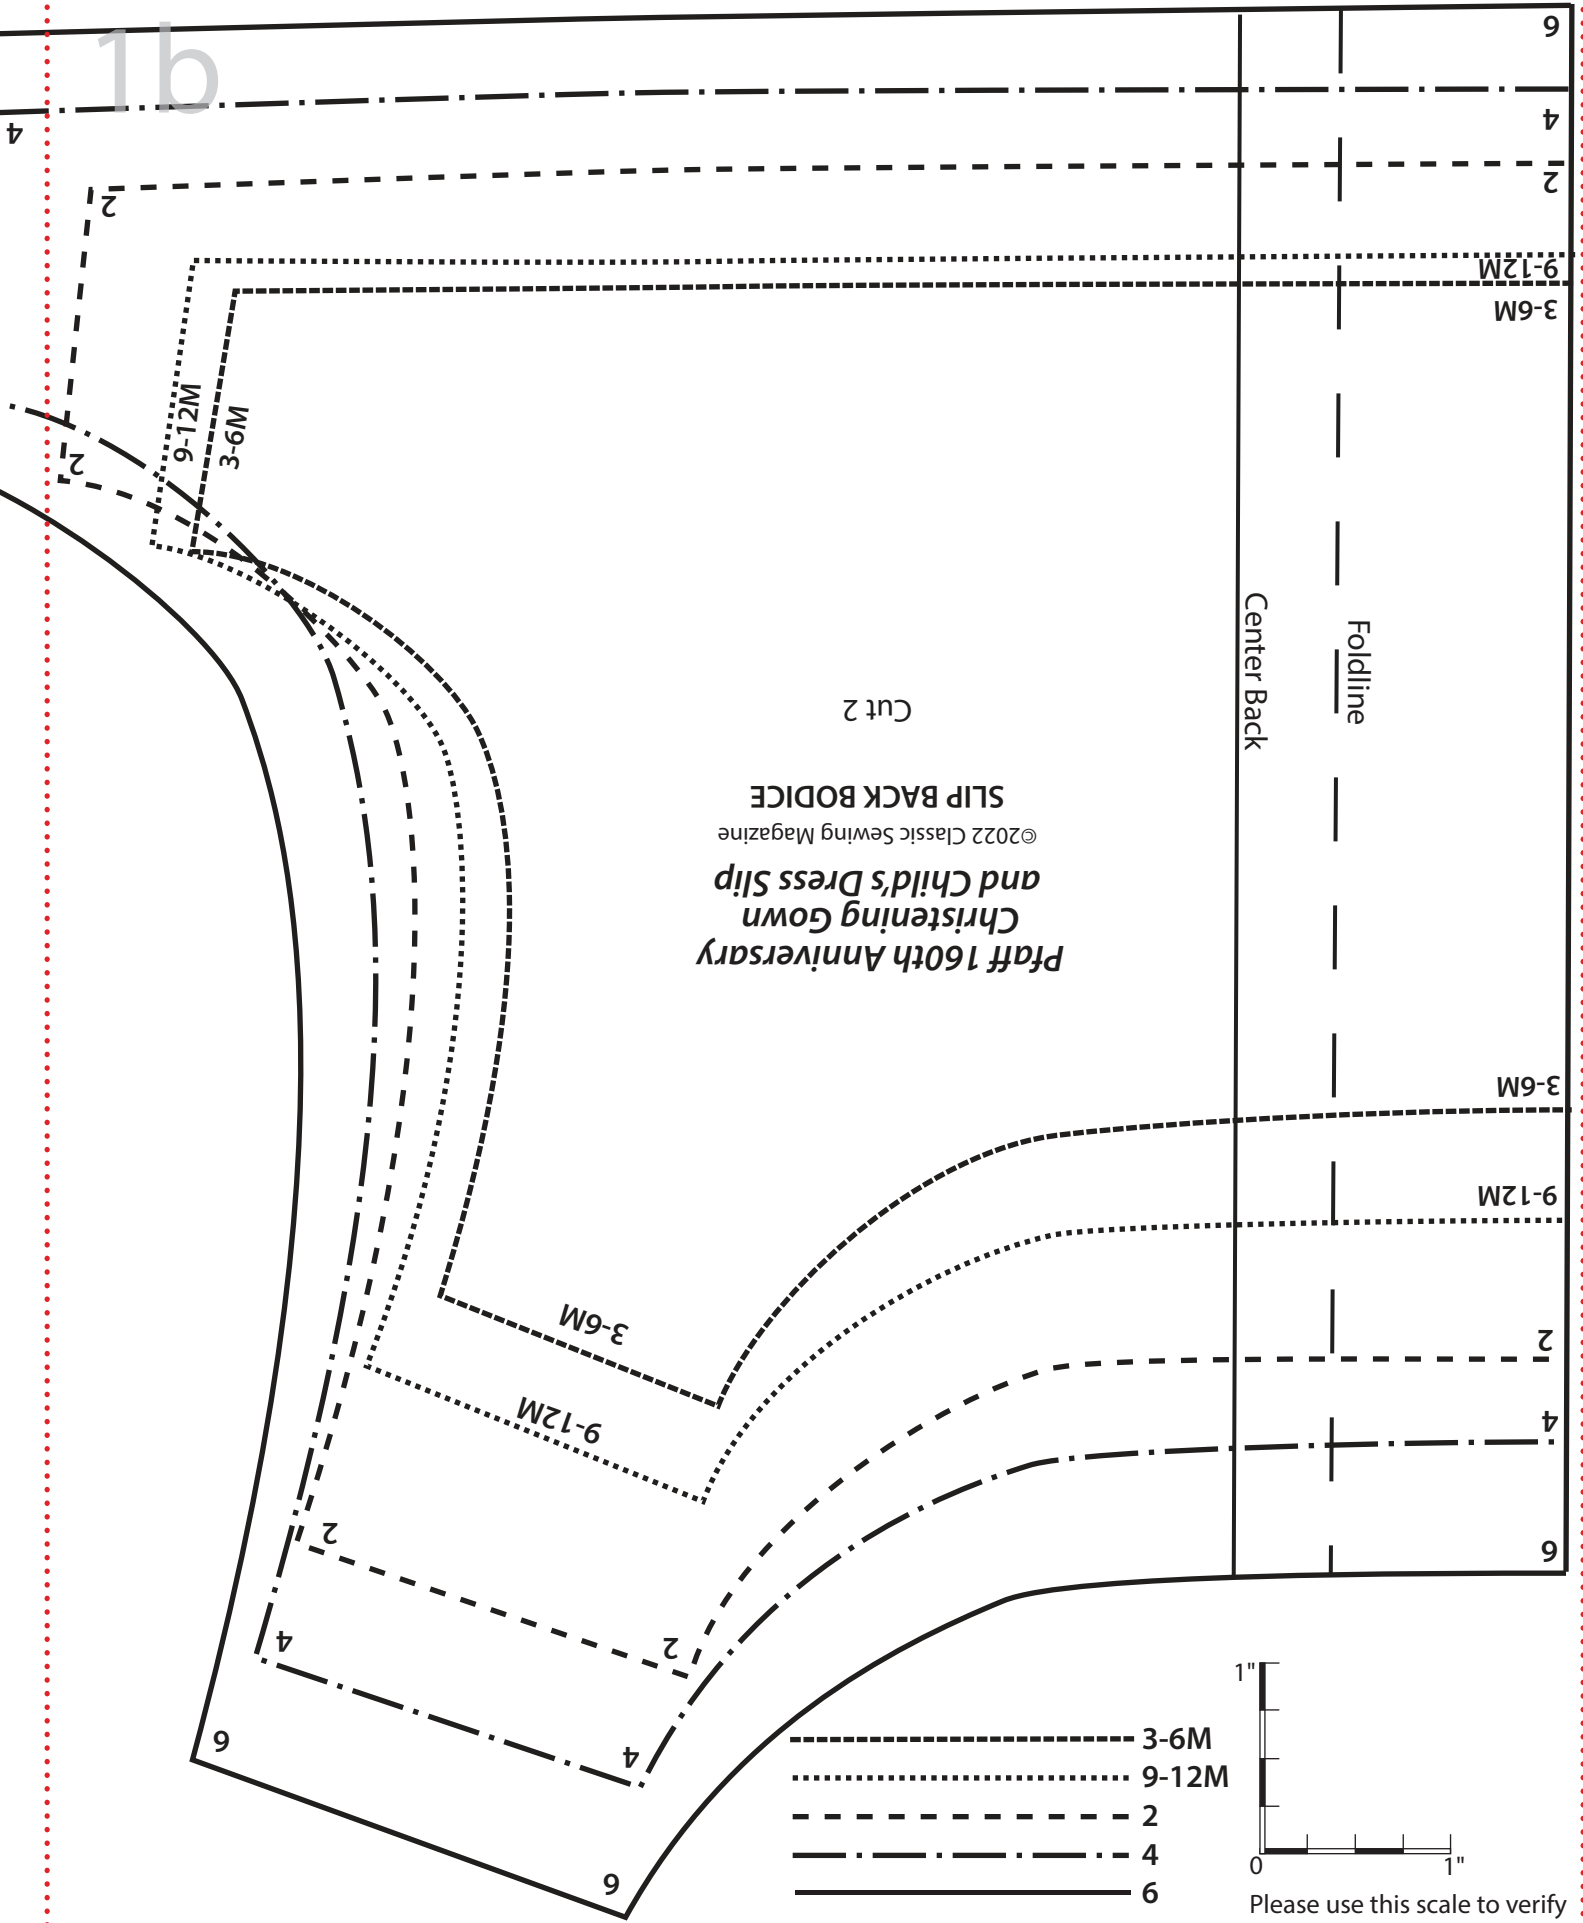 1b
6
4
4
2
2
9-12M
3-6M
9-12M
3-6M
2
Center Back
Foldline
Pfaff 160th Anniversary
Christening Gown
and Child's Dress Slip
©2022 Classic Sewing Magazine
SLIP BACK BODICE
Cut 2
3-6M
9-12M
3-6M
2
9-12M
4
2
6
4
2
6
4
6
3-6M
9-12M
2
4
6
1"
0
1"
Please use this scale to verify